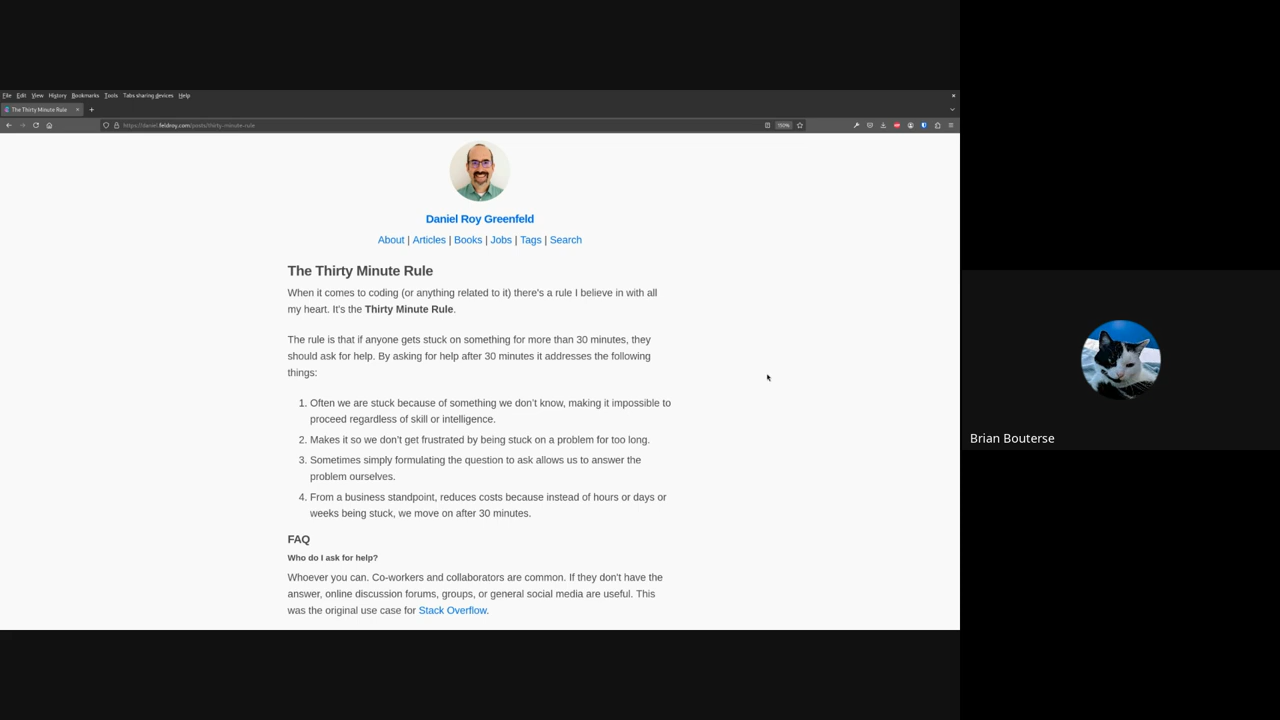 File Edit View History Bookmarks Tools Tabs sharing devices Help
The Thirty Minute Rule
https://daniel.feldroy.com/posts/thirty-minute-rule
150%
Daniel Roy Greenfeld
About | Articles | Books | Jobs | Tags | Search
The Thirty Minute Rule
When it comes to coding (or anything related to it) there's a rule I believe in with all
my heart. It's the Thirty Minute Rule.
The rule is that if anyone gets stuck on something for more than 30 minutes, they
should ask for help. By asking for help after 30 minutes it addresses the following
things:
1. Often we are stuck because of something we don’t know, making it impossible to
proceed regardless of skill or intelligence.
2. Makes it so we don’t get frustrated by being stuck on a problem for too long.
3. Sometimes simply formulating the question to ask allows us to answer the
problem ourselves.
4. From a business standpoint, reduces costs because instead of hours or days or
weeks being stuck, we move on after 30 minutes.
FAQ
Who do I ask for help?
Whoever you can. Co-workers and collaborators are common. If they don't have the
answer, online discussion forums, groups, or general social media are useful. This
was the original use case for Stack Overflow.
Brian Bouterse